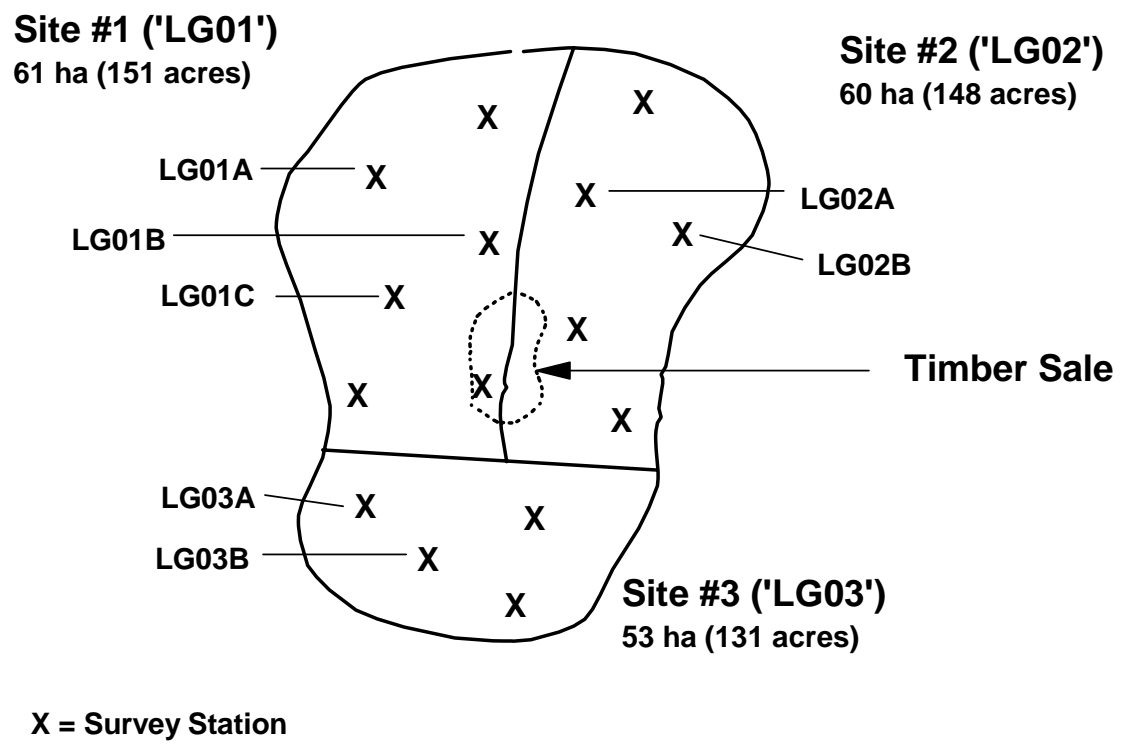 Site #1 ('LG01')
61 ha (151 acres)
Site #2 ('LG02')
60 ha (148 acres)
X
X
LG01A
X
X
LG02A
LG01B
X
X
LG02B
LG01C
X
X
Timber Sale
X
X
X
LG03A
X
X
LG03B
X
X
Site #3 ('LG03')
53 ha (131 acres)
X = Survey Station